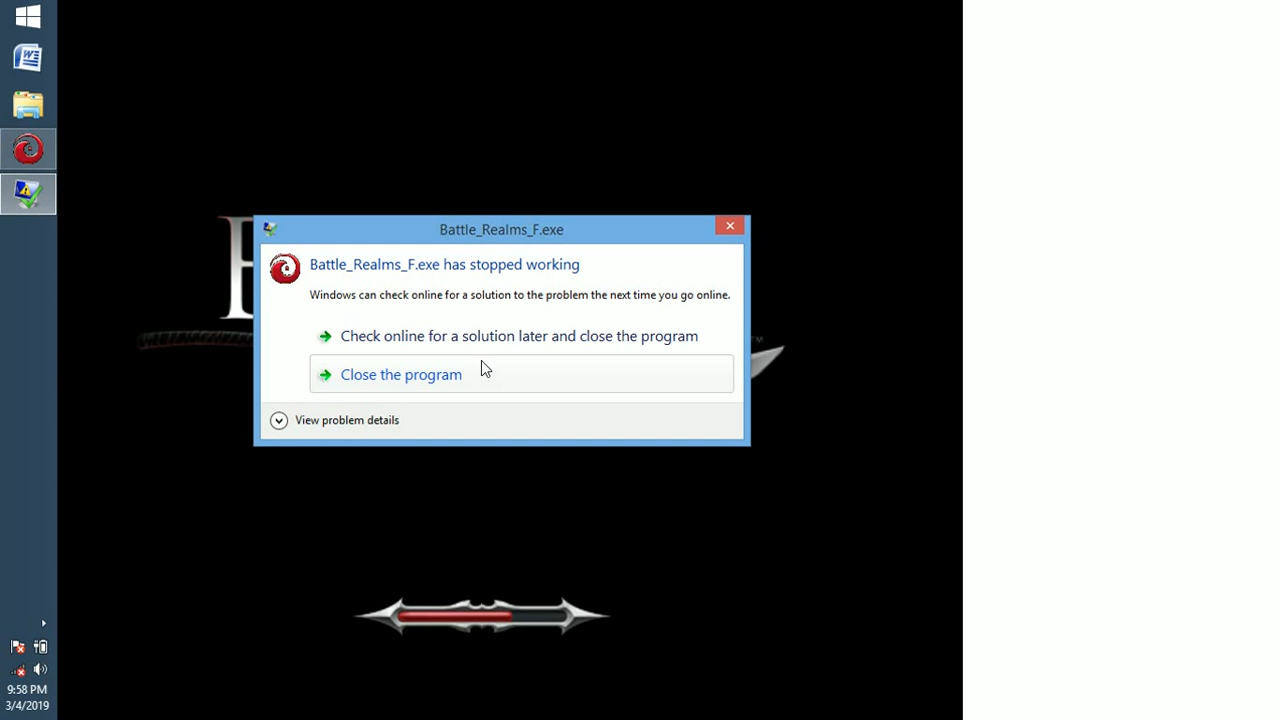 Battle_Realms_F.exe
Battle_Realms_F.exe has stopped working
Windows can check online for a solution to the problem the next time you go online.
Check online for a solution later and close the program
Close the program
View problem details
9:58 PM
3/4/2019